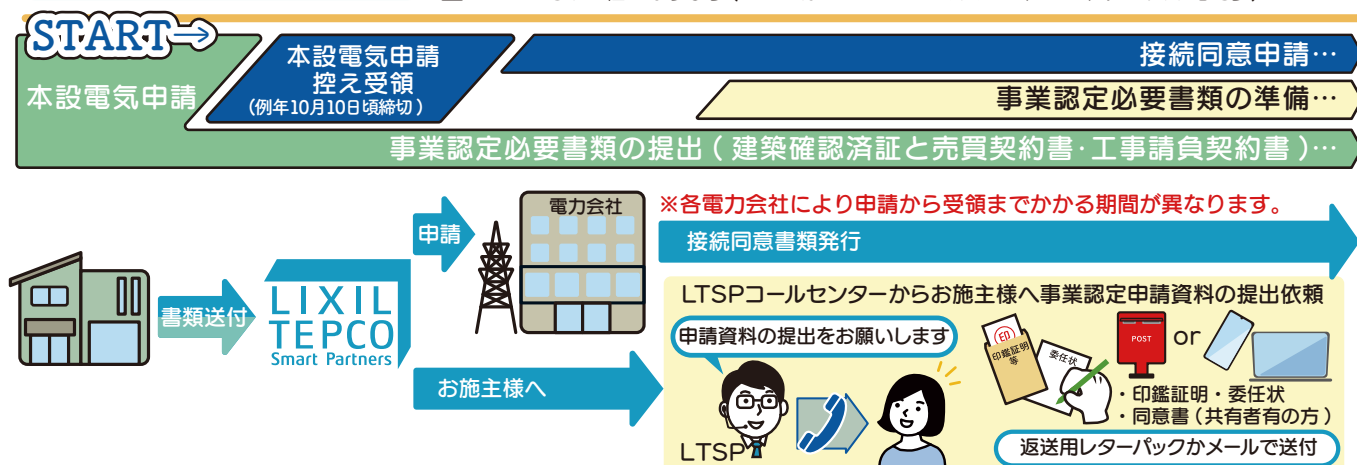 START→
本設電気申請
本設電気申請
控え受領
(例年10月10日頃締切)
接続同意申請…
事業認定必要書類の準備…
事業認定必要書類の提出(建築確認済証と売買契約書・工事請負契約書)…
書類送付
LIXIL
TEPCO
Smart Partners
申請
電力会社
※各電力会社により申請から受領までかかる期間が異なります。
接続同意書類発行
お施主様へ
LTSPコールセンターからお施主様へ事業認定申請資料の提出依頼
申請資料の提出をお願いします
LTSP
印鑑証明
等
委任状
POST
or
・印鑑証明・委任状
・同意書(共有者有の方)
返送用レターパックかメールで送付